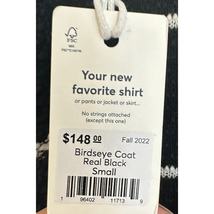 FSC
Your new
favorite shirt
or pants or jacket or skirt...
No strings attached
(except this one)
$148.00 Fall 2022
Birdseye Coat
Real Black
Small
1 96402 11713 9